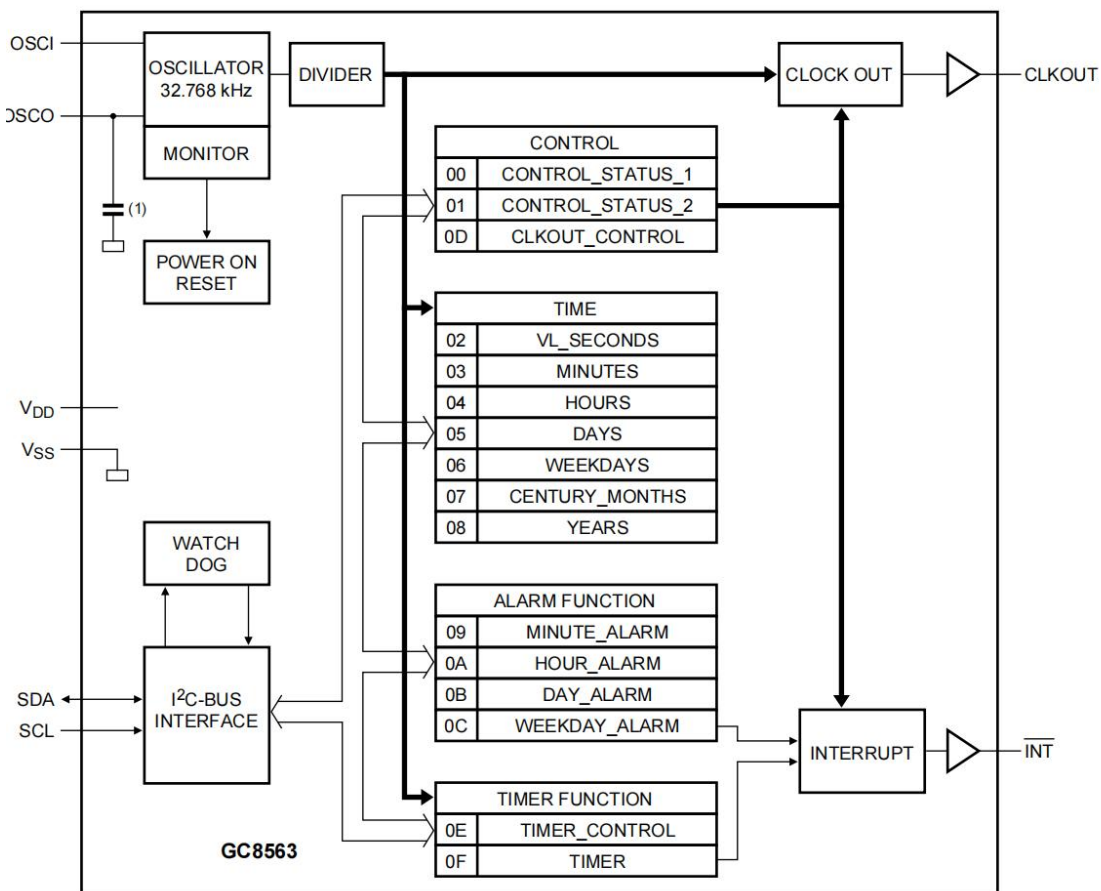 OSCI
OSCILLATOR
32.768 kHz
DIVIDER
CLOCK OUT
CLKOUT
OSCO
MONITOR
(1)
POWER ON
RESET
CONTROL
00 CONTROL_STATUS_1
01 CONTROL_STATUS_2
0D CLKOUT_CONTROL
TIME
02 VL_SECONDS
03 MINUTES
04 HOURS
05 DAYS
06 WEEKDAYS
07 CENTURY_MONTHS
08 YEARS
VDD
VSS
WATCH
DOG
ALARM FUNCTION
09 MINUTE_ALARM
0A HOUR_ALARM
0B DAY_ALARM
0C WEEKDAY_ALARM
SDA
SCL
I²C-BUS
INTERFACE
INTERRUPT
INT
TIMER FUNCTION
0E TIMER_CONTROL
0F TIMER
GC8563